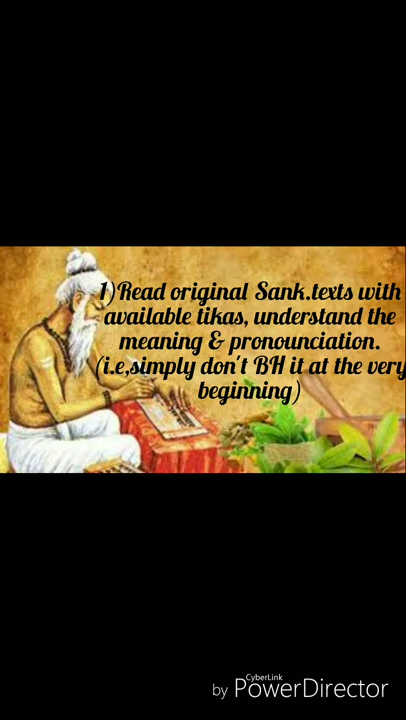 1)Read original Sank.texts with
available tikas, understand the
meaning & pronounciation.
(i.e,simply don't BH it at the very
beginning)
by CyberLink PowerDirector